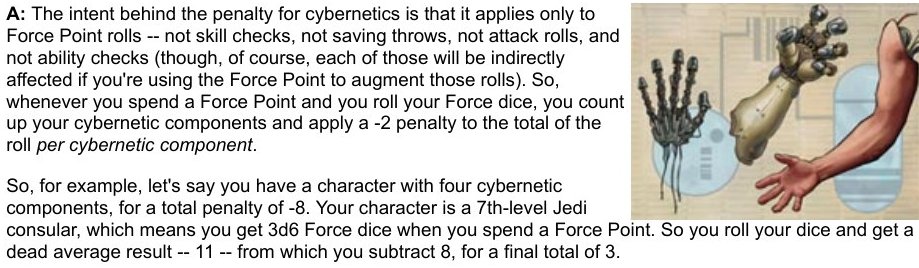 A: The intent behind the penalty for cybernetics is that it applies only to
Force Point rolls -- not skill checks, not saving throws, not attack rolls, and
not ability checks (though, of course, each of those will be indirectly
affected if you're using the Force Point to augment those rolls). So,
whenever you spend a Force Point and you roll your Force dice, you count
up your cybernetic components and apply a -2 penalty to the total of the
roll per cybernetic component.
So, for example, let's say you have a character with four cybernetic
components, for a total penalty of -8. Your character is a 7th-level Jedi
consular, which means you get 3d6 Force dice when you spend a Force Point. So you roll your dice and get a
dead average result -- 11 -- from which you subtract 8, for a final total of 3.